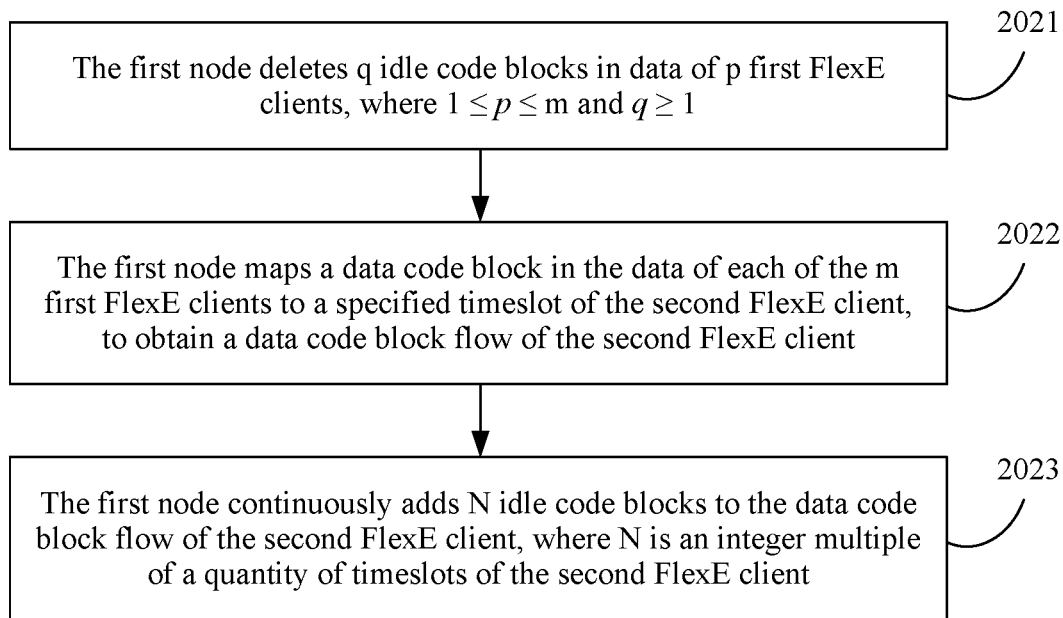 2021
The first node deletes q idle code blocks in data of p first FlexE
clients, where 1 ≤ p ≤ m and q ≥ 1
2022
The first node maps a data code block in the data of each of the m
first FlexE clients to a specified timeslot of the second FlexE client,
to obtain a data code block flow of the second FlexE client
2023
The first node continuously adds N idle code blocks to the data code
block flow of the second FlexE client, where N is an integer multiple
of a quantity of timeslots of the second FlexE client